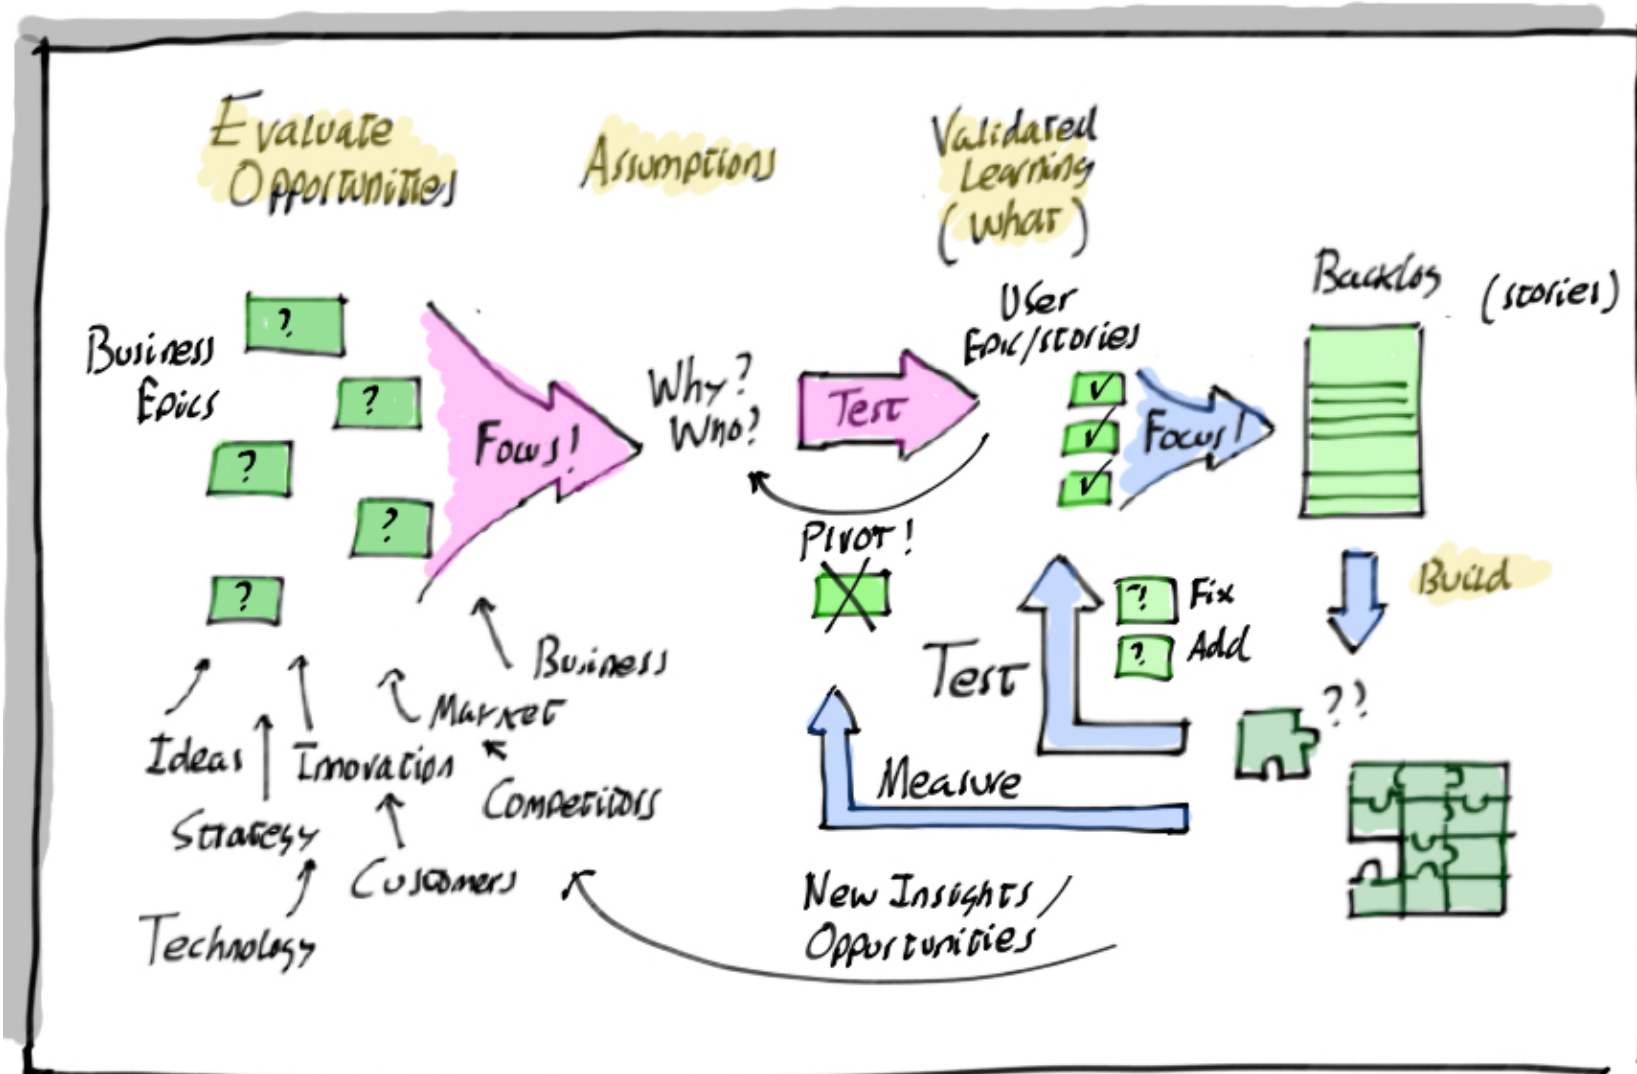 Evaluate
Opportunities
Assumptions
Validated
Learning
(what)
Business
Epics
?
?
?
?
?
Focus!
Why?
Who?
Test
Pivot!
User
Epic/stories
Focus!
Backlog
(stories)
Build
??
Test
?
Fix
?
Add
Measure
New Insights/
Opportunities
Business
Market
Ideas
Innovation
Competitors
Strategy
Customers
Technology